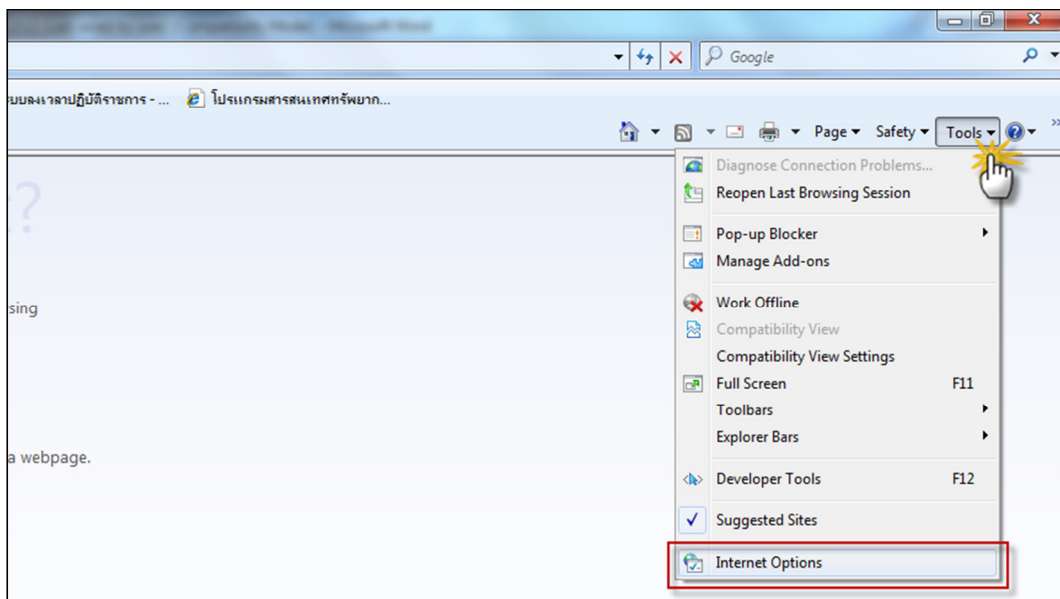 Google
ระบบลงเวลาปฏิบัติราชการ - ...
โปรแกรมสารสนเทศทรัพยาก...
Page
Safety
Tools
Diagnose Connection Problems...
Reopen Last Browsing Session
Pop-up Blocker
Manage Add-ons
Work Offline
Compatibility View
Compatibility View Settings
Full Screen F11
Toolbars
Explorer Bars
Developer Tools F12
Suggested Sites
Internet Options
?
sing
a webpage.